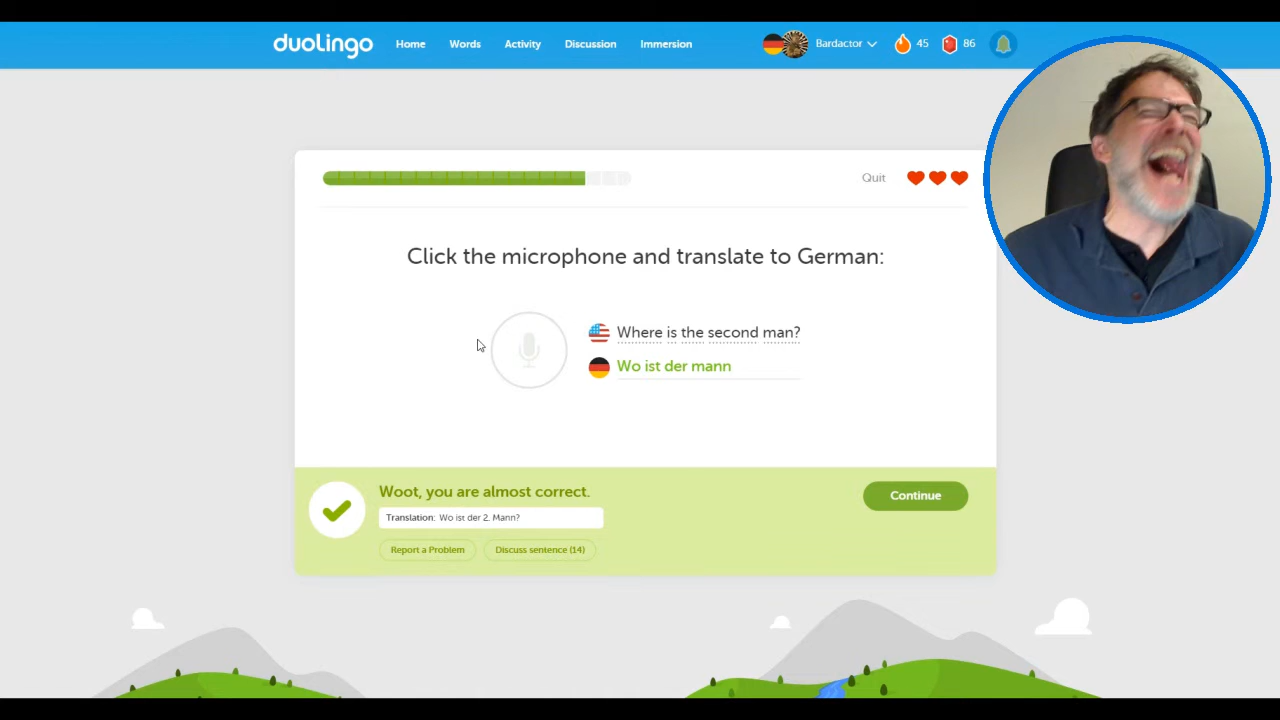 duolingo Home Words Activity Discussion Immersion Bardactor 45 86
Quit
Click the microphone and translate to German:
Where is the second man?
Wo ist der mann
Woot, you are almost correct.
Translation: Wo ist der 2. Mann?
Continue
Report a Problem Discuss sentence (14)